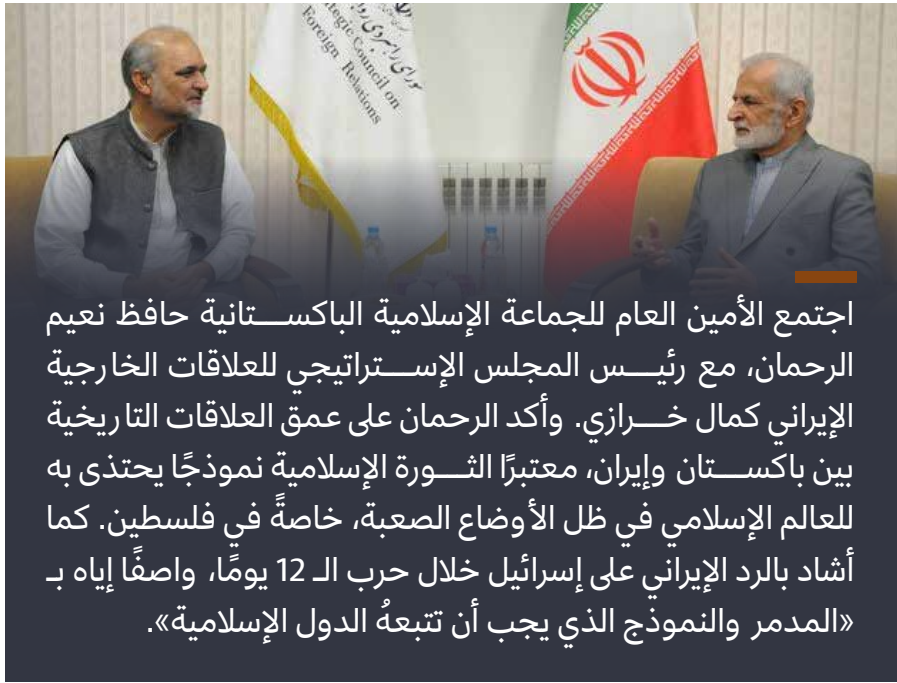 شورای راهبردی روابط
Strategic Council on
Foreign Relations
اجتمع الأمين العام للجماعة الإسلامية الباكستانية حافظ نعيم
الرحمان، مع رئيس المجلس الإستراتيجي للعلاقات الخارجية
الإيراني كمال خرازي. وأكد الرحمان على عمق العلاقات التاريخية
بين باكستان وإيران، معتبرًا الثورة الإسلامية نموذجًا يحتذى به
للعالم الإسلامي في ظل الأوضاع الصعبة، خاصةً في فلسطين. كما
أشاد بالرد الإيراني على إسرائيل خلال حرب الـ 12 يومًا، واصفًا إياه بـ
«المدمر والنموذج الذي يجب أن تتبعهُ الدول الإسلامية».